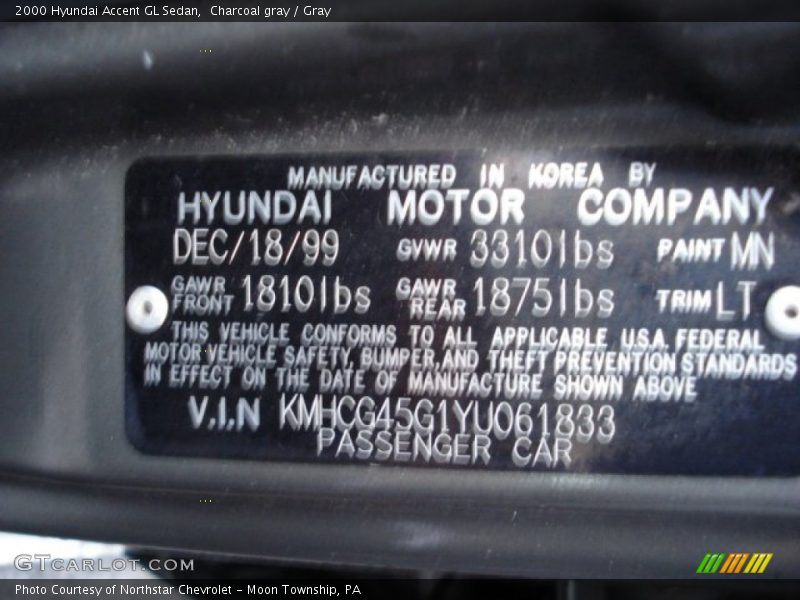 2000 Hyundai Accent GL Sedan,  Charcoal gray / Gray
MANUFACTURED IN KOREA BY
HYUNDAI MOTOR COMPANY
DEC/18/99 GVWR 3310lbs PAINT MN
GAWR FRONT 1810lbs GAWR REAR 1875lbs TRIM LT
THIS VEHICLE CONFORMS TO ALL APPLICABLE U.S.A. FEDERAL
MOTOR VEHICLE SAFETY, BUMPER, AND THEFT PREVENTION STANDARDS
IN EFFECT ON THE DATE OF MANUFACTURE SHOWN ABOVE
V.I.N KMHCG45G1YU061833
PASSENGER CAR
GTCARLOT.COM
Photo Courtesy of Northstar Chevrolet - Moon Township, PA